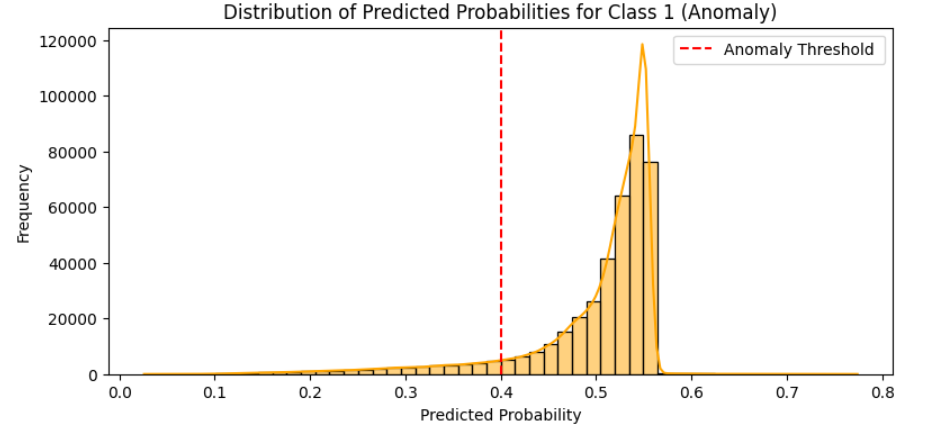 Distribution of Predicted Probabilities for Class 1 (Anomaly)
Anomaly Threshold
Frequency
120000
100000
80000
60000
40000
20000
0
0.0 0.1 0.2 0.3 0.4 0.5 0.6 0.7 0.8
Predicted Probability